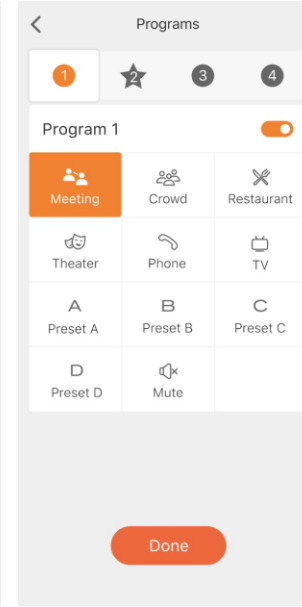 Programs
1 2 3 4
Program 1
Meeting Crowd Restaurant
Theater Phone TV
A B C
Preset A Preset B Preset C
D
Preset D Mute
Done